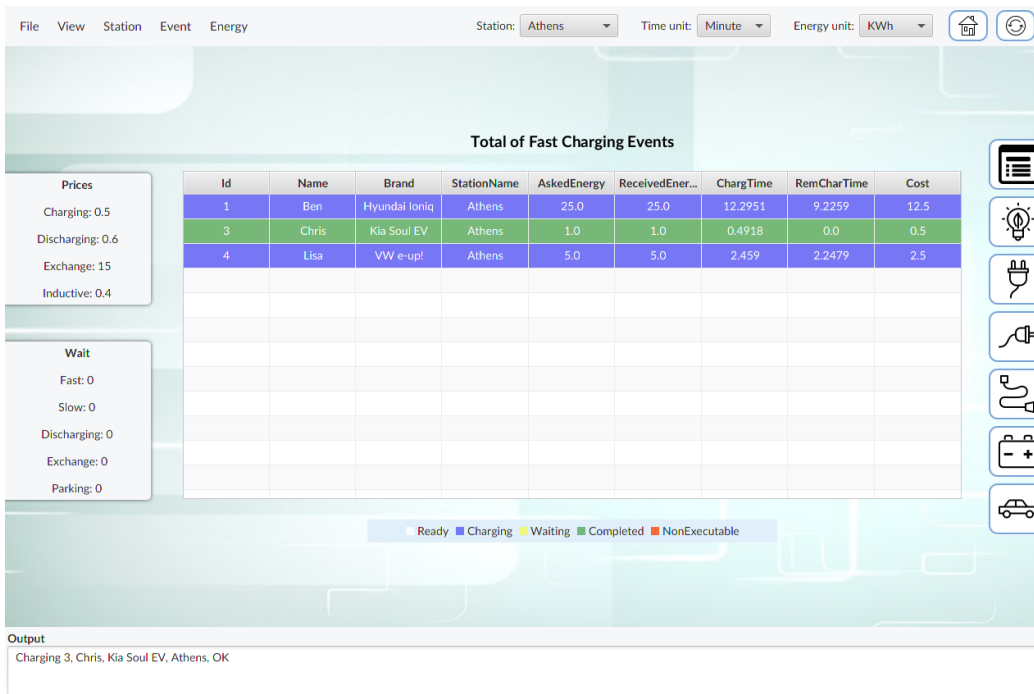 File View Station Event Energy Station: Athens Time unit: Minute Energy unit: KWh
Total of Fast Charging Events
Prices
Charging: 0.5
Discharging: 0.6
Exchange: 15
Inductive: 0.4
Wait
Fast: 0
Slow: 0
Discharging: 0
Exchange: 0
Parking: 0
Id Name Brand StationName AskedEnergy ReceivedEner... ChargTime RemCharTime Cost
1 Ben Hyundai Ioniq Athens 25.0 25.0 12.2951 9.2259 12.5
3 Chris Kia Soul EV Athens 1.0 1.0 0.4918 0.0 0.5
4 Lisa VW e-up! Athens 5.0 5.0 2.459 2.2479 2.5
Ready Charging Waiting Completed NonExecutable
Output
Charging 3, Chris, Kia Soul EV, Athens, OK